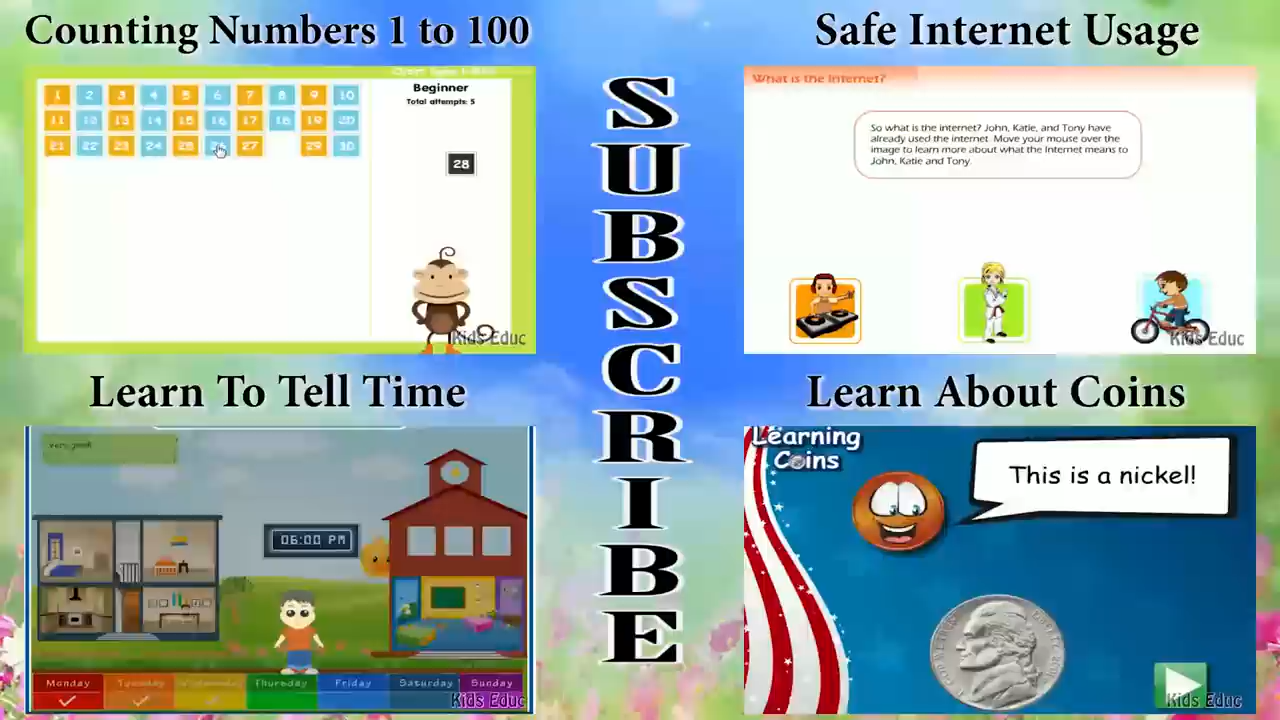 Counting Numbers 1 to 100
Safe Internet Usage
1 2 3 4 5 6 7 8 9 10
11 12 13 14 15 16 17 18 19 20
21 22 23 24 25 26 27 29 30
Beginner
Total attempts: 5
28
Kids Educ
What is the Internet?
So what is the internet? John, Katie, and Tony have
already used the internet. Move your mouse over the
image to learn more about what the Internet means to
John, Katie and Tony.
Kids Educ
SUBSCRIBE
Learn To Tell Time
Learn About Coins
very good!
06:00 PM
Monday Tuesday Wednesday Thursday Friday Saturday Sunday
Kids Educ
Learning
Coins
This is a nickel!
Kids Educ